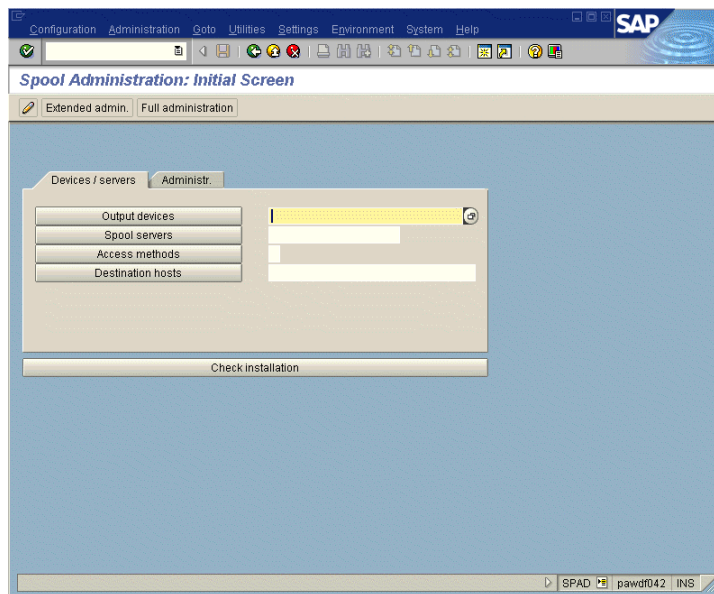 Configuration Administration Goto Utilities Settings Environment System Help
SAP
Spool Administration: Initial Screen
Extended admin. Full administration
Devices / servers Administr.
Output devices
Spool servers
Access methods
Destination hosts
Check installation
SPAD pawdf042 INS